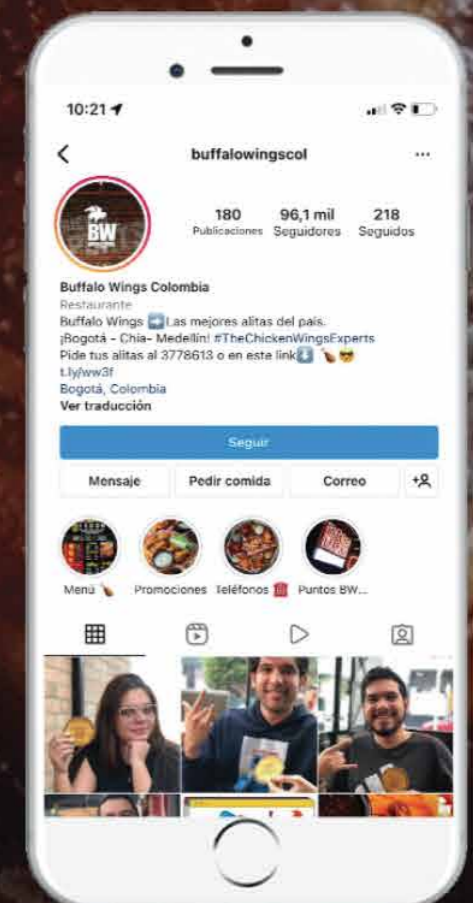 10:21
buffalowingscol
180 96,1 mil 218
Publicaciones Seguidores Seguidos
BW
Buffalo Wings Colombia
Restaurante
Buffalo Wings ➡️Las mejores alitas del país.
¡Bogotá - Chia- Medellín! #TheChickenWingsExperts
Pide tus alitas al 3778613 o en este link⬇️ 🍗 😎
t.ly/ww3f
Bogotá, Colombia
Ver traducción
Seguir
Mensaje Pedir comida Correo
Menú 🍗 Promociones Teléfonos ☎️ Puntos BW...